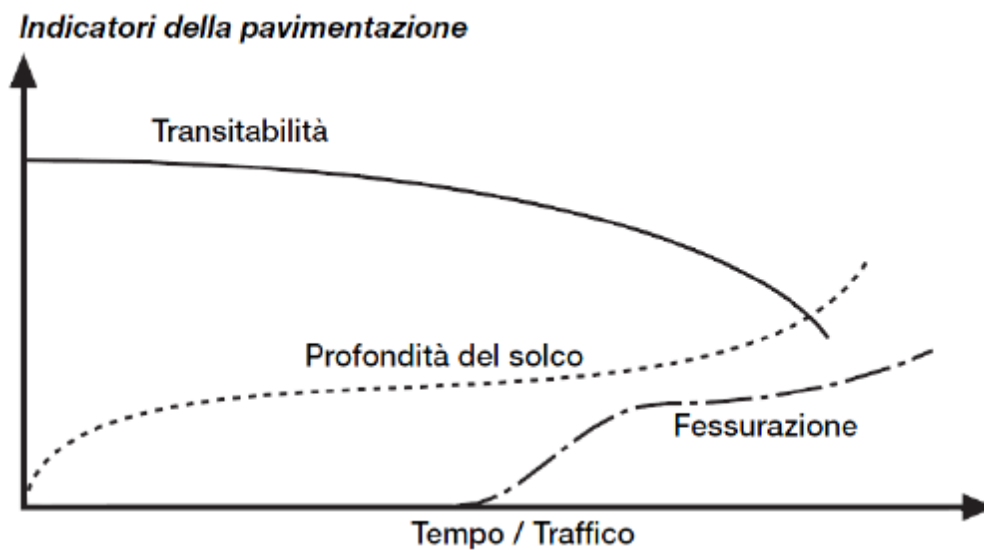 Indicatori della pavimentazione
Transitabilità
Profondità del solco
Fessurazione
Tempo / Traffico